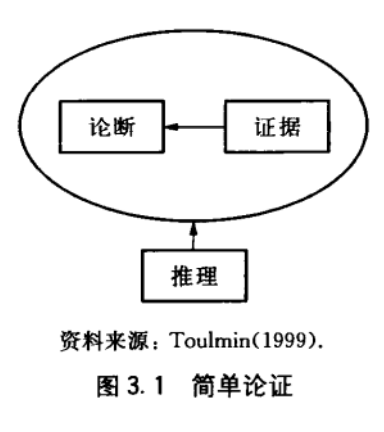 论断 证据
推理
资料来源：Toulmin(1999).
图 3.1 简单论证